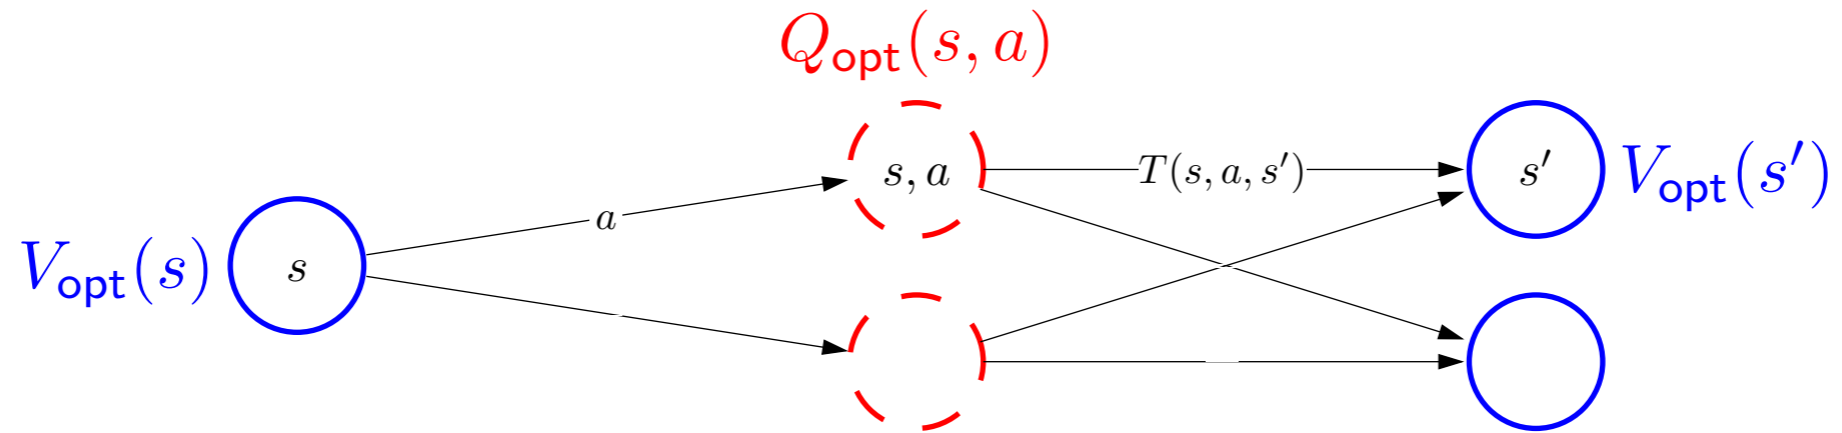 Q_opt(s, a)
V_opt(s)
s
a
s, a
T(s, a, s′)
s′
V_opt(s′)